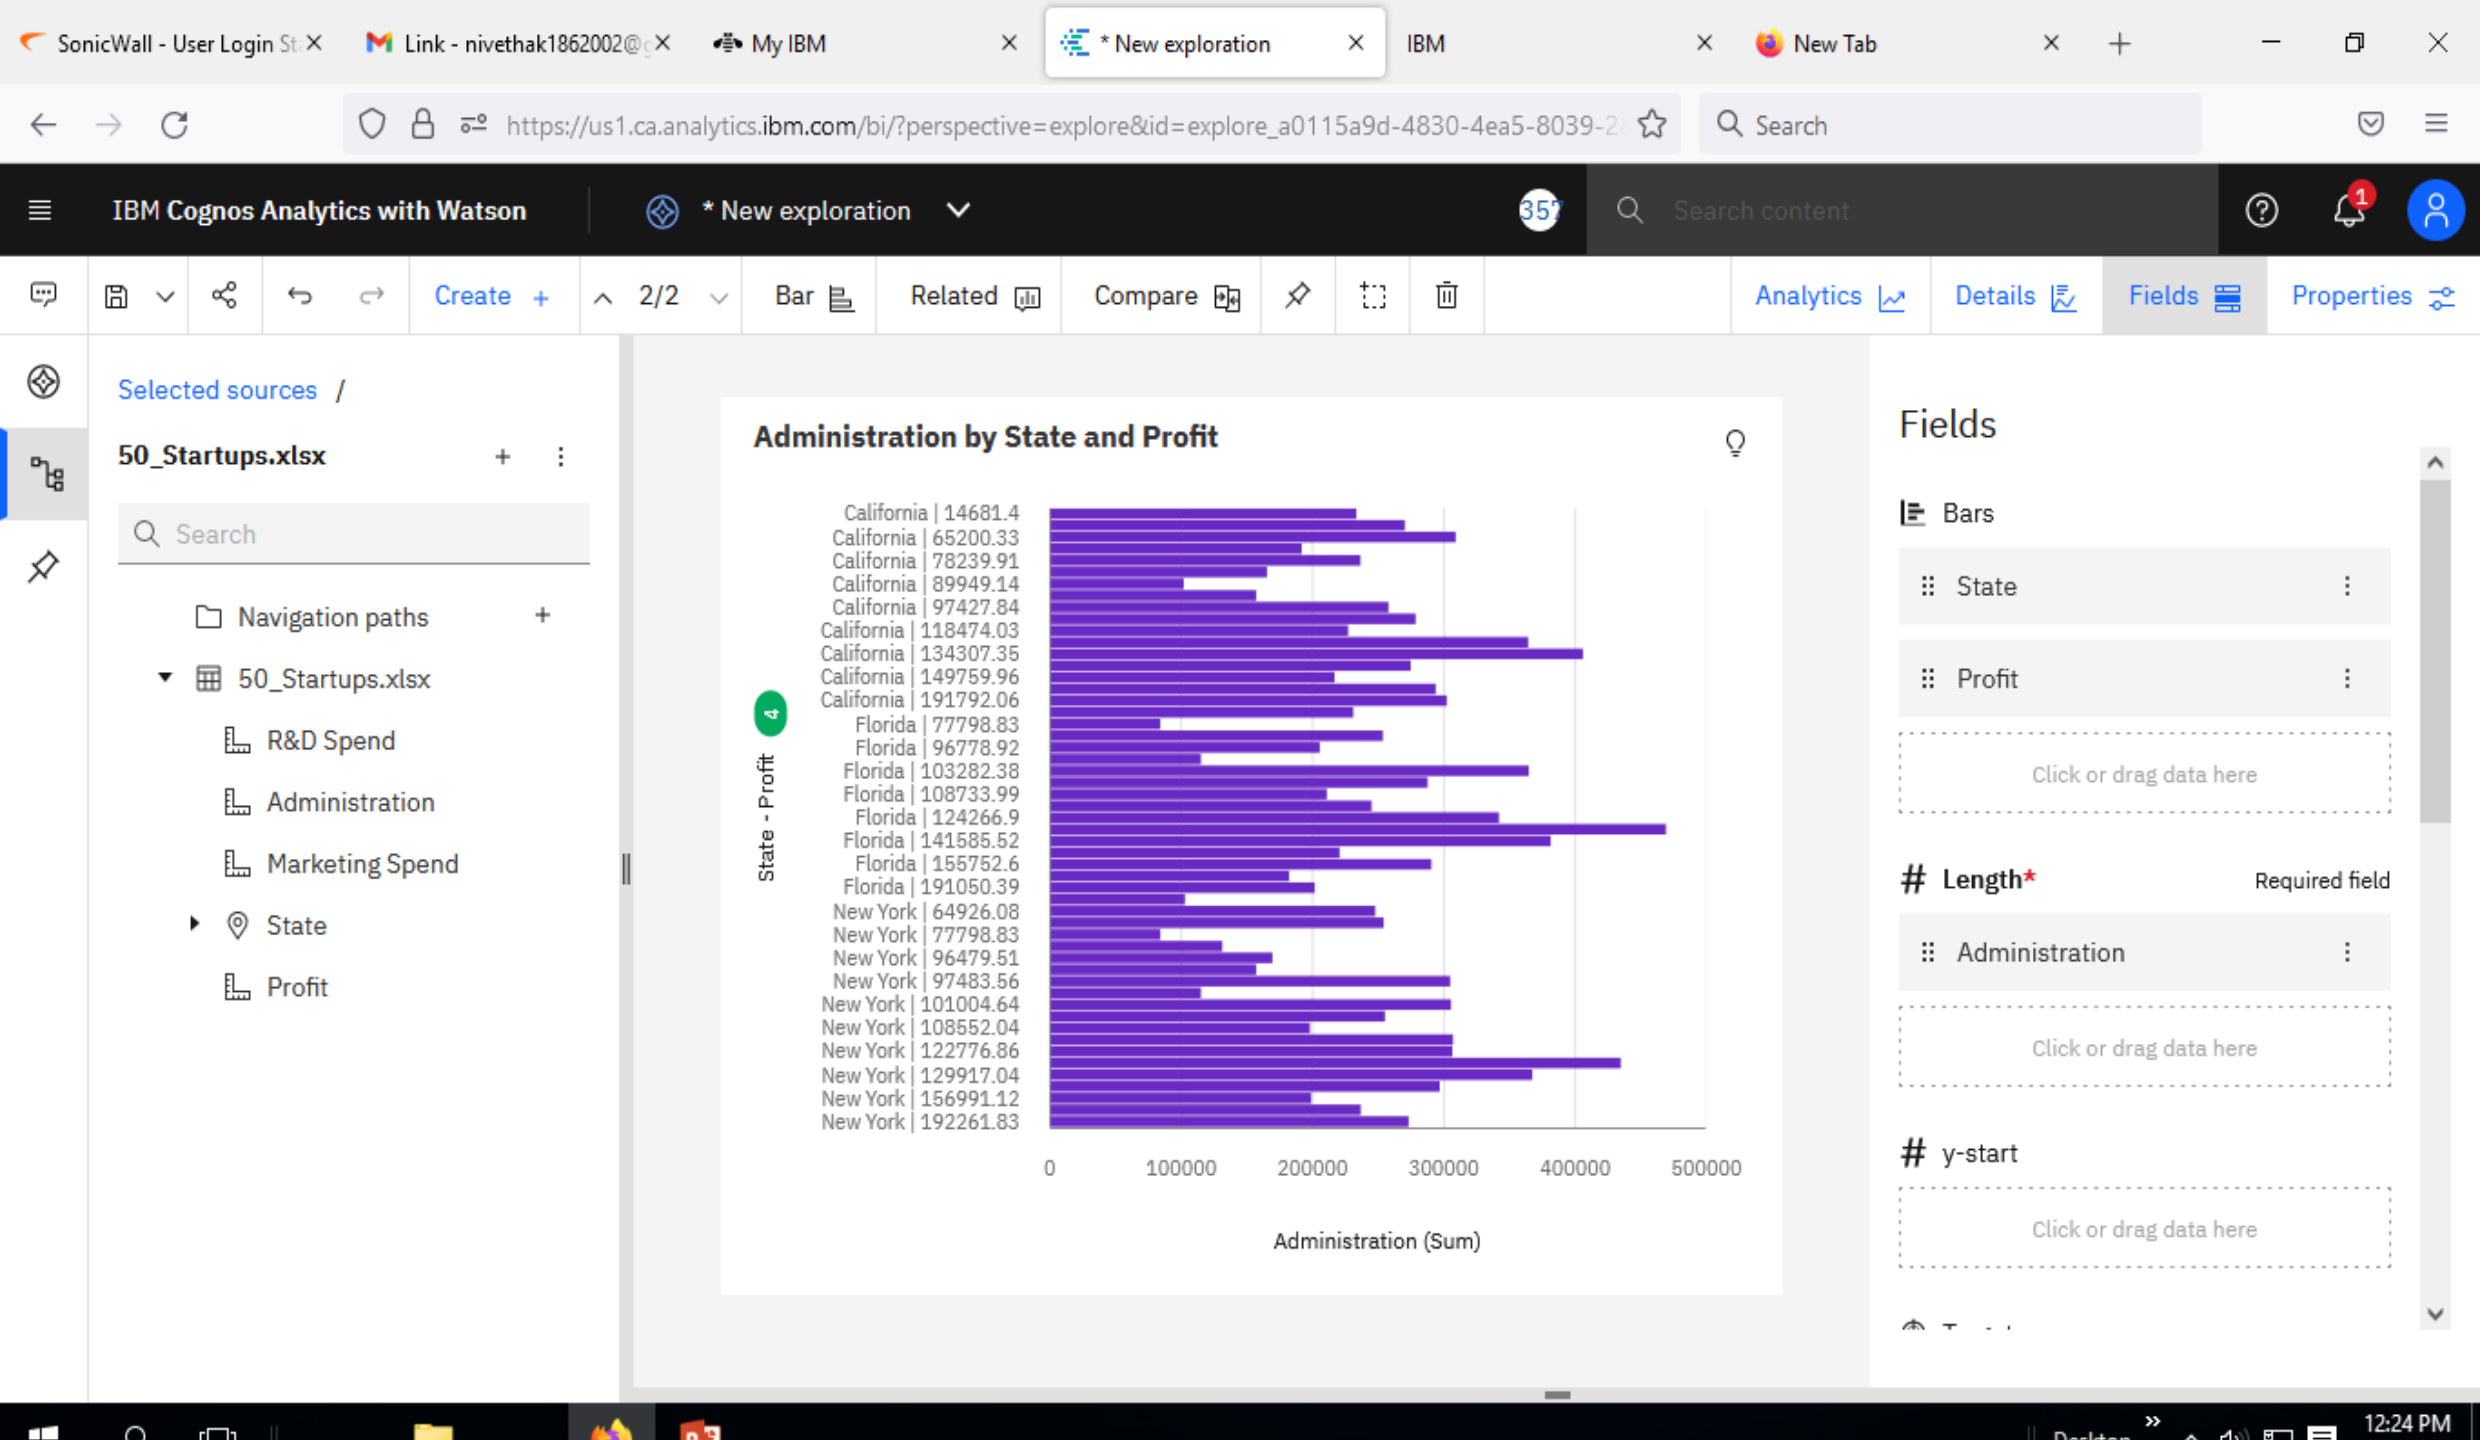 SonicWall - User Login St
Link - nivethak1862002@g
My IBM
* New exploration
IBM
New Tab
https://us1.ca.analytics.ibm.com/bi/?perspective=explore&id=explore_a0115a9d-4830-4ea5-8039-2
Search
IBM Cognos Analytics with Watson
* New exploration
357
Search content
1
Create +
2/2
Bar
Related
Compare
Analytics
Details
Fields
Properties
Selected sources /
50_Startups.xlsx
Search
Navigation paths
50_Startups.xlsx
R&D Spend
Administration
Marketing Spend
State
Profit
Administration by State and Profit
4
State - Profit
California | 14681.4
California | 65200.33
California | 78239.91
California | 89949.14
California | 97427.84
California | 118474.03
California | 134307.35
California | 149759.96
California | 191792.06
Florida | 77798.83
Florida | 96778.92
Florida | 103282.38
Florida | 108733.99
Florida | 124266.9
Florida | 141585.52
Florida | 155752.6
Florida | 191050.39
New York | 64926.08
New York | 77798.83
New York | 96479.51
New York | 97483.56
New York | 101004.64
New York | 108552.04
New York | 122776.86
New York | 129917.04
New York | 156991.12
New York | 192261.83
0 100000 200000 300000 400000 500000
Administration (Sum)
Fields
Bars
State
Profit
Click or drag data here
# Length* Required field
Administration
Click or drag data here
# y-start
Click or drag data here
12:24 PM